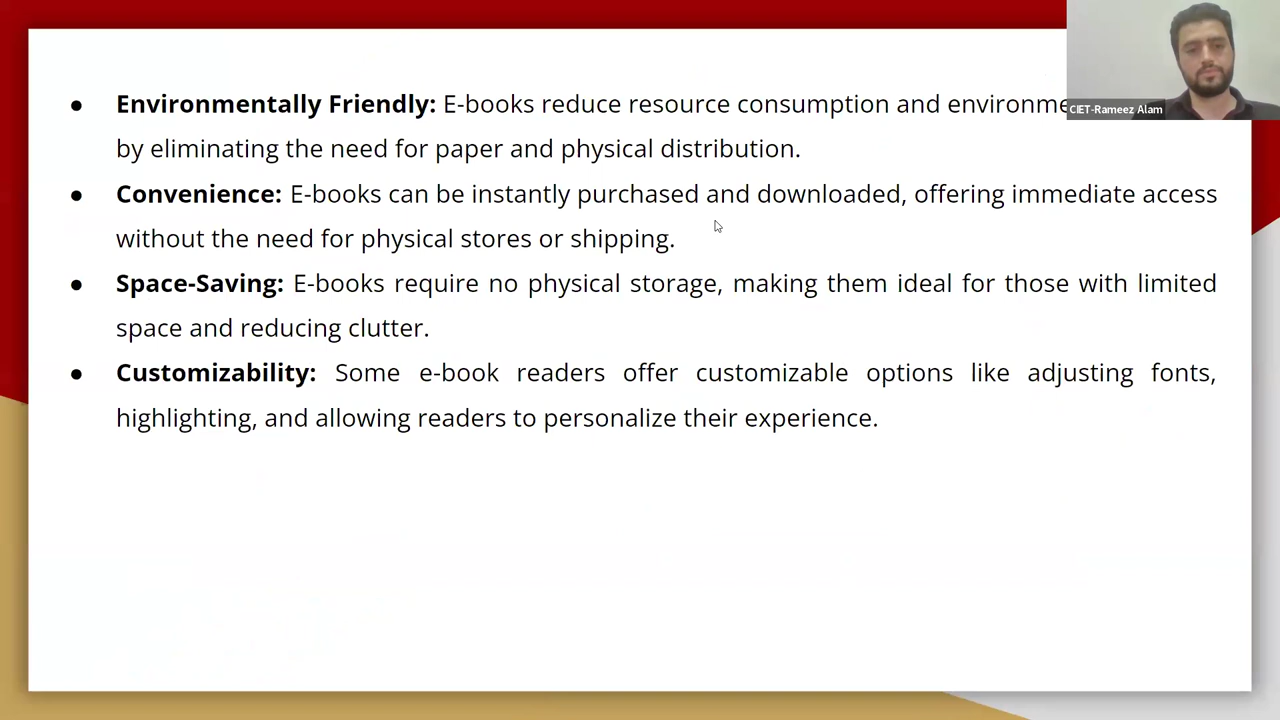 ● Environmentally Friendly: E-books reduce resource consumption and
CIET-Rameez Alam
by eliminating the need for paper and physical distribution.
● Convenience: E-books can be instantly purchased and downloaded, offering immediate access
without the need for physical stores or shipping.
● Space-Saving: E-books require no physical storage, making them ideal for those with limited
space and reducing clutter.
● Customizability: Some e-book readers offer customizable options like adjusting fonts,
highlighting, and allowing readers to personalize their experience.